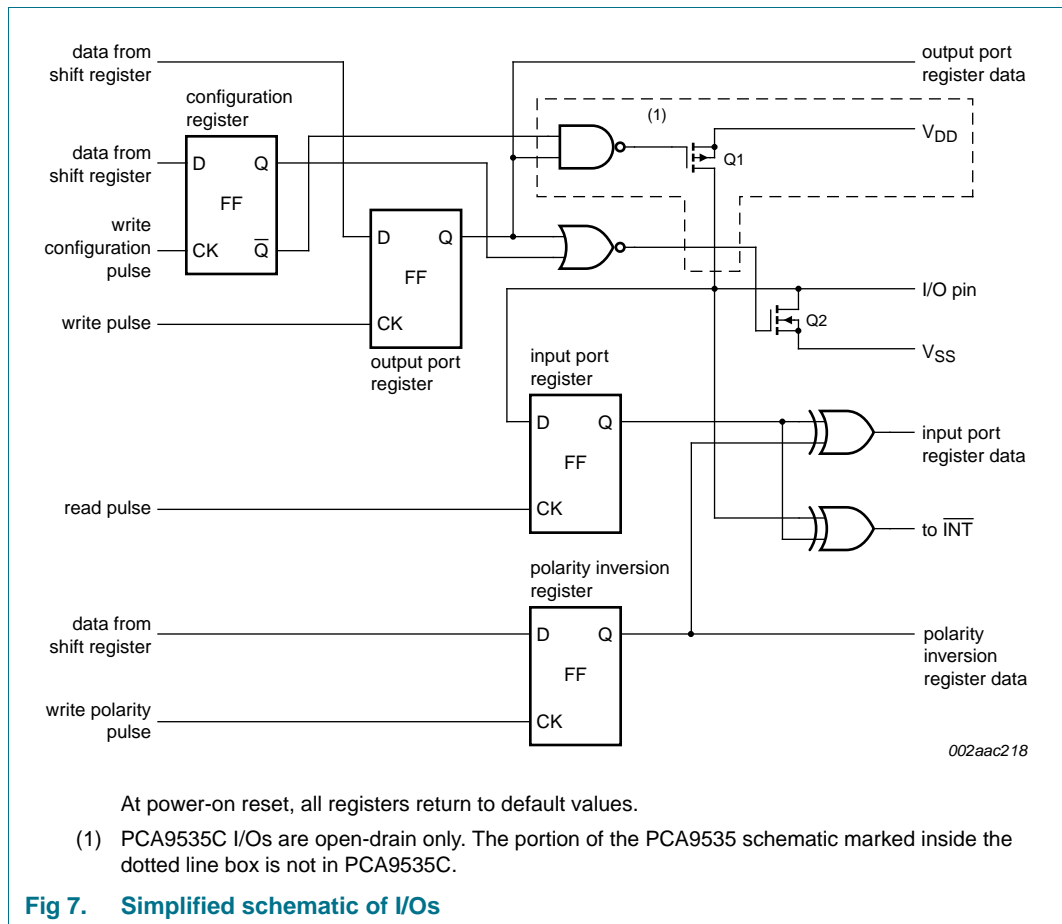 data from
shift register
output port
register data
configuration
register
(1)
V_DD
data from
shift register
D Q
Q1
FF
write
configuration
pulse
CK Q̅
D Q
FF
I/O pin
Q2
write pulse
CK
V_SS
output port
register
input port
register
D Q
input port
register data
FF
read pulse
CK
to I̅N̅T̅
polarity inversion
register
data from
shift register
D Q
polarity
inversion
register data
FF
write polarity
pulse
CK
002aac218
At power-on reset, all registers return to default values.
(1) PCA9535C I/Os are open-drain only. The portion of the PCA9535 schematic marked inside the
dotted line box is not in PCA9535C.
Fig 7. Simplified schematic of I/Os